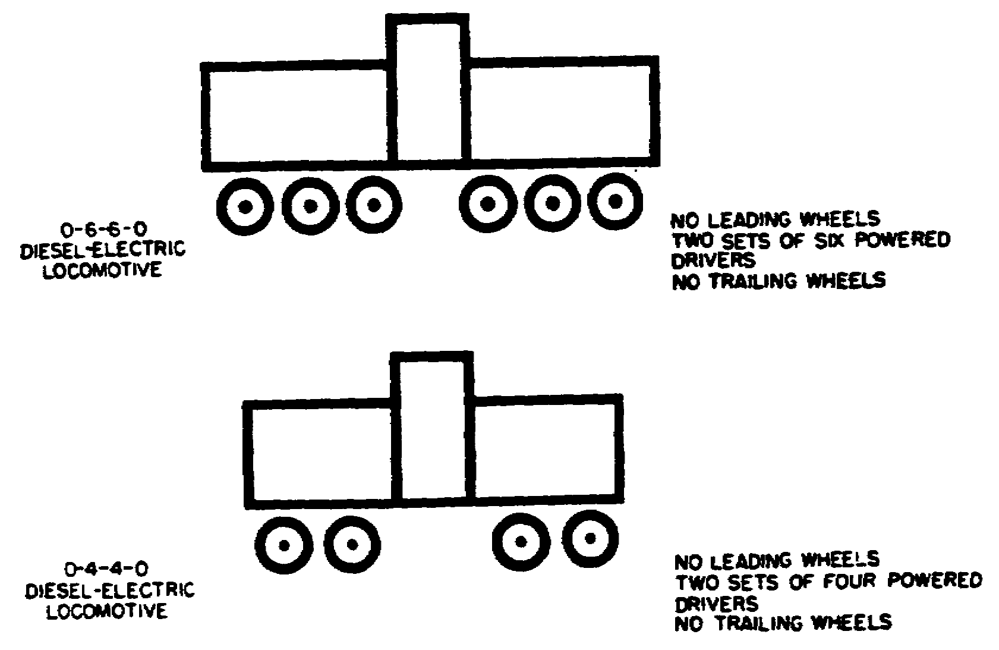 0-6-6-0
DIESEL-ELECTRIC
LOCOMOTIVE
NO LEADING WHEELS
TWO SETS OF SIX POWERED
DRIVERS
NO TRAILING WHEELS
0-4-4-0
DIESEL-ELECTRIC
LOCOMOTIVE
NO LEADING WHEELS
TWO SETS OF FOUR POWERED
DRIVERS
NO TRAILING WHEELS